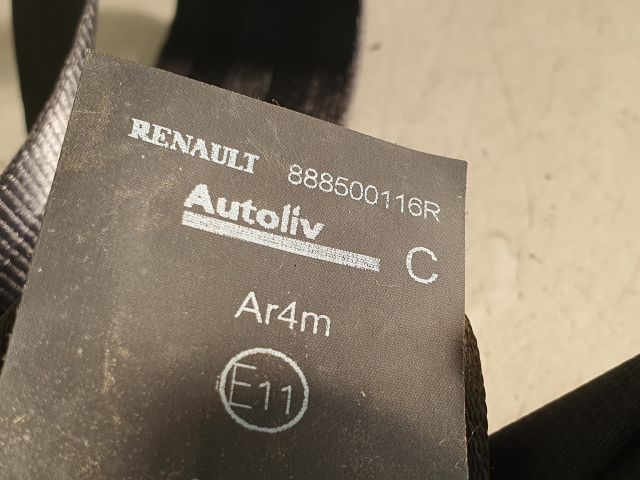 RENAULT 888500116R
Autoliv C
Ar4m
E11